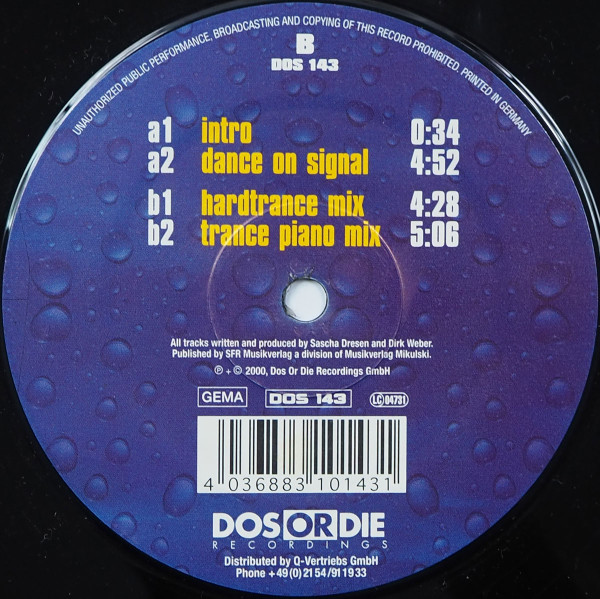 UNAUTHORIZED PUBLIC PERFORMANCE, BROADCASTING AND COPYING OF THIS RECORD PROHIBITED. PRINTED IN GERMANY
B
DOS 143
a1 intro 0:34
a2 dance on signal 4:52
b1 hardtrance mix 4:28
b2 trance piano mix 5:06
All tracks written and produced by Sascha Dresen and Dirk Weber.
Published by SFR Musikverlag a division of Musikverlag Mikulski.
℗ + © 2000, Dos Or Die Recordings GmbH
GEMA DOS 143 LC 04731
4 036883 101431
DOS OR DIE
RECORDINGS
Distributed by Q-Vertriebs GmbH
Phone +49 (0) 21 54/91 19 33